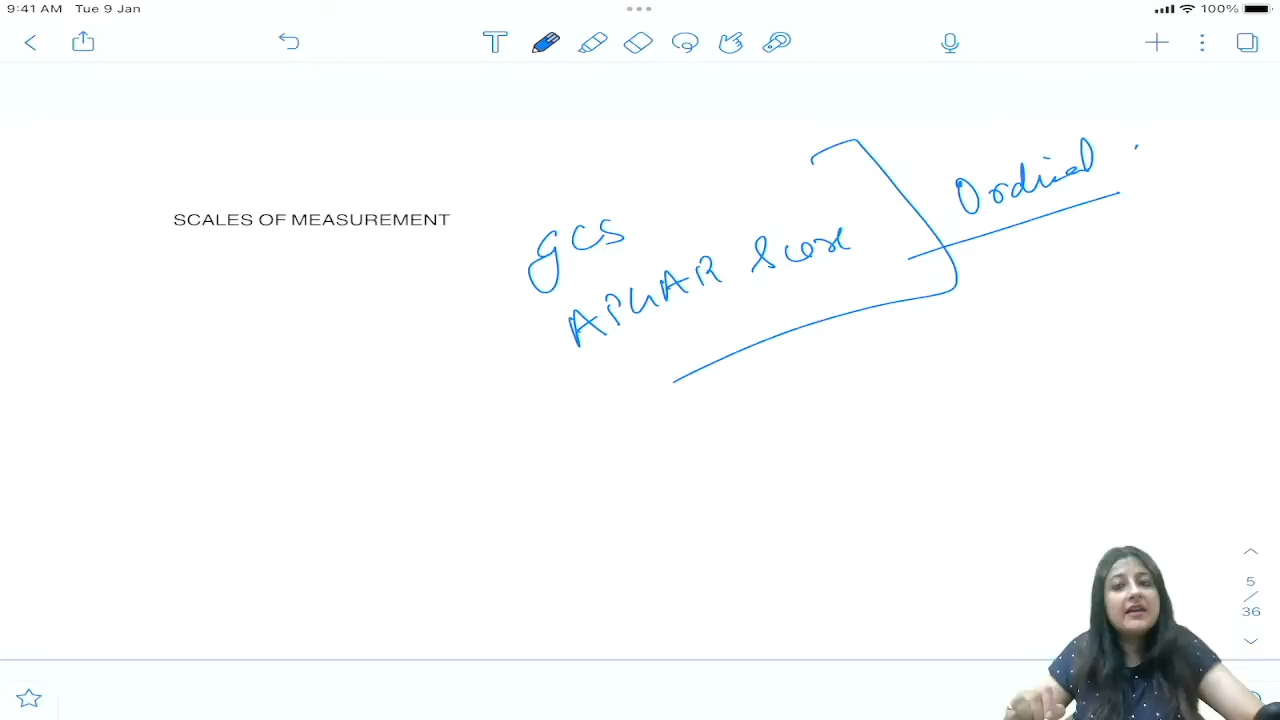 9:41 AM Tue 9 Jan
100%
SCALES OF MEASUREMENT
GCS
APGAR Score
Ordinal
5
36